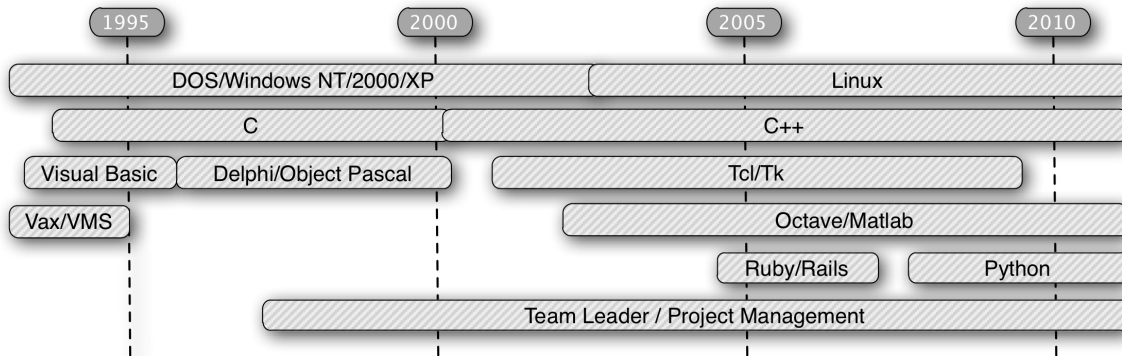 1995 2000 2005 2010
DOS/Windows NT/2000/XP Linux
C C++
Visual Basic Delphi/Object Pascal Tcl/Tk
Vax/VMS Octave/Matlab
Ruby/Rails Python
Team Leader / Project Management